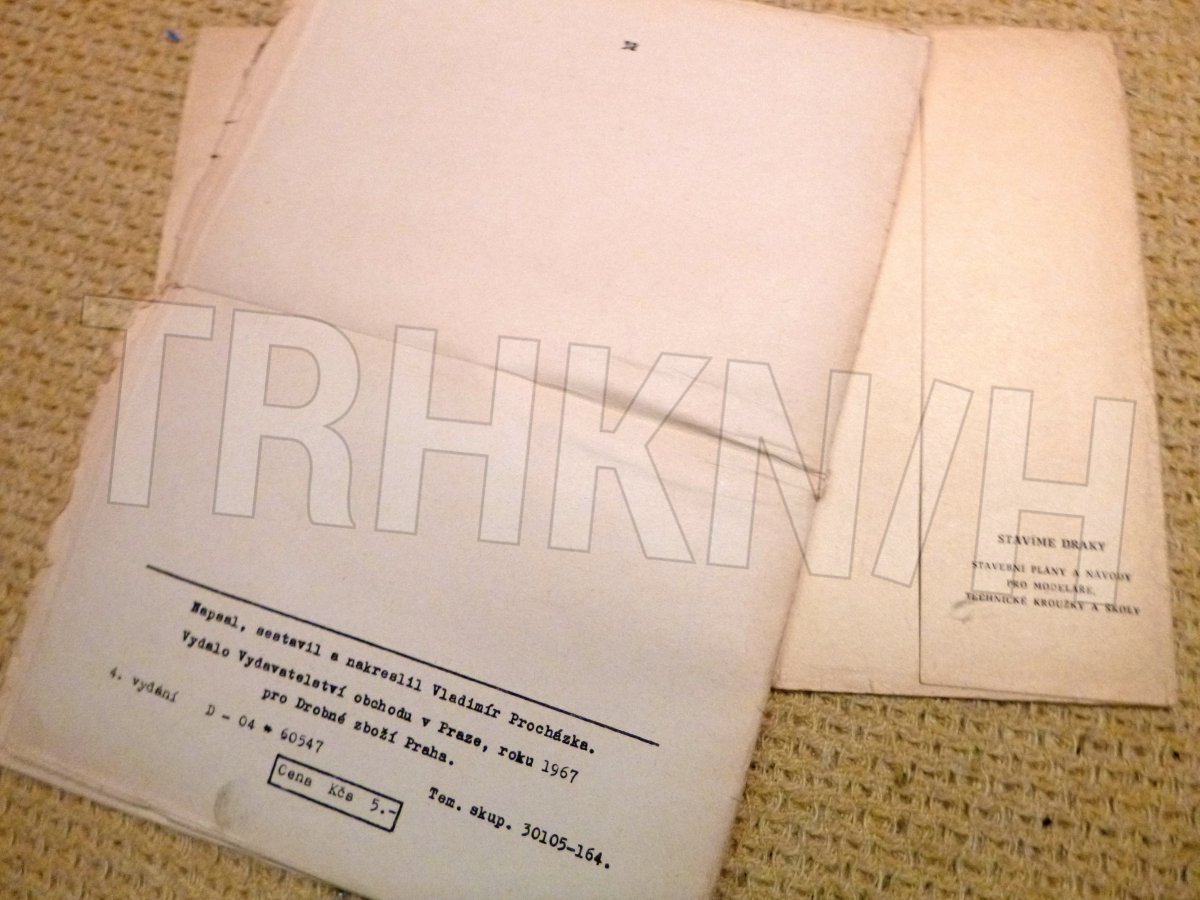 32
TRHKN/H
Napsal, sestavil a nakreslil Vladimír Procházka.
Vydalo Vydavatelství obchodu v Praze, roku 1967
pro Drobné zboží Praha.
4. vydání
D - 04 * 60547
Tem. skup. 30105-164.
Cena Kčs 5.-
STAVÍME DRAKY
STAVEBNÍ PLÁNY A NÁVODY
PRO MODELÁŘE,
TECHNICKÉ KROUŽKY A ŠKOLY